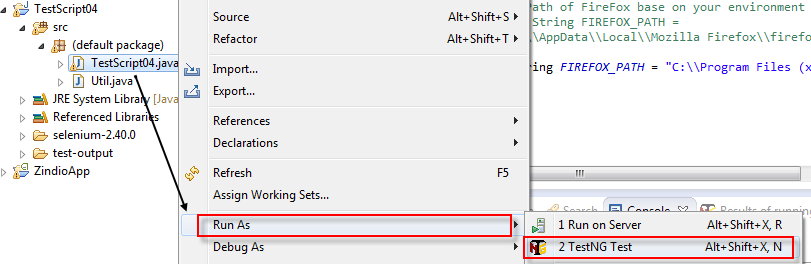 TestScript04
src
(default package)
TestScript04.java
Util.java
JRE System Library [Java
Referenced Libraries
selenium-2.40.0
test-output
ZindioApp
Source Alt+Shift+S
Refactor Alt+Shift+T
Import...
Export...
References
Declarations
Refresh F5
Assign Working Sets...
Run As
Debug As
Path of FireFox base on your environment
String FIREFOX_PATH =
\AppData\\Local\\Mozilla Firefox\\firefo
ing FIREFOX_PATH = "C:\\Program Files (x
Search Console Results of running
1 Run on Server Alt+Shift+X, R
2 TestNG Test Alt+Shift+X, N